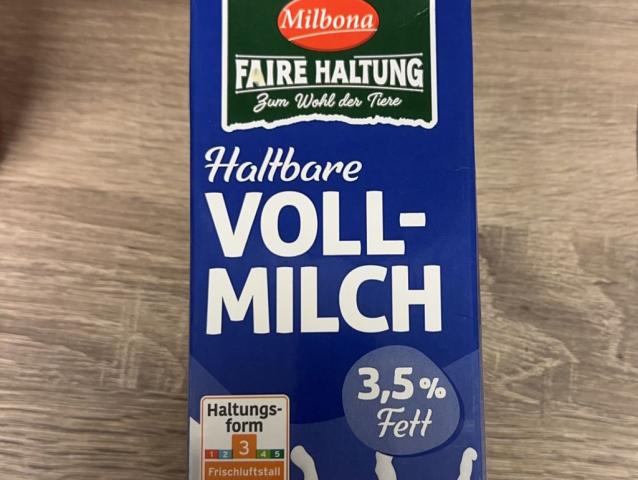 Milbona
FAIRE HALTUNG
Zum Wohl der Tiere
Haltbare
VOLL-
MILCH
3,5%
Fett
Haltungs-
form
1 2 3 4 5
Frischluftstall